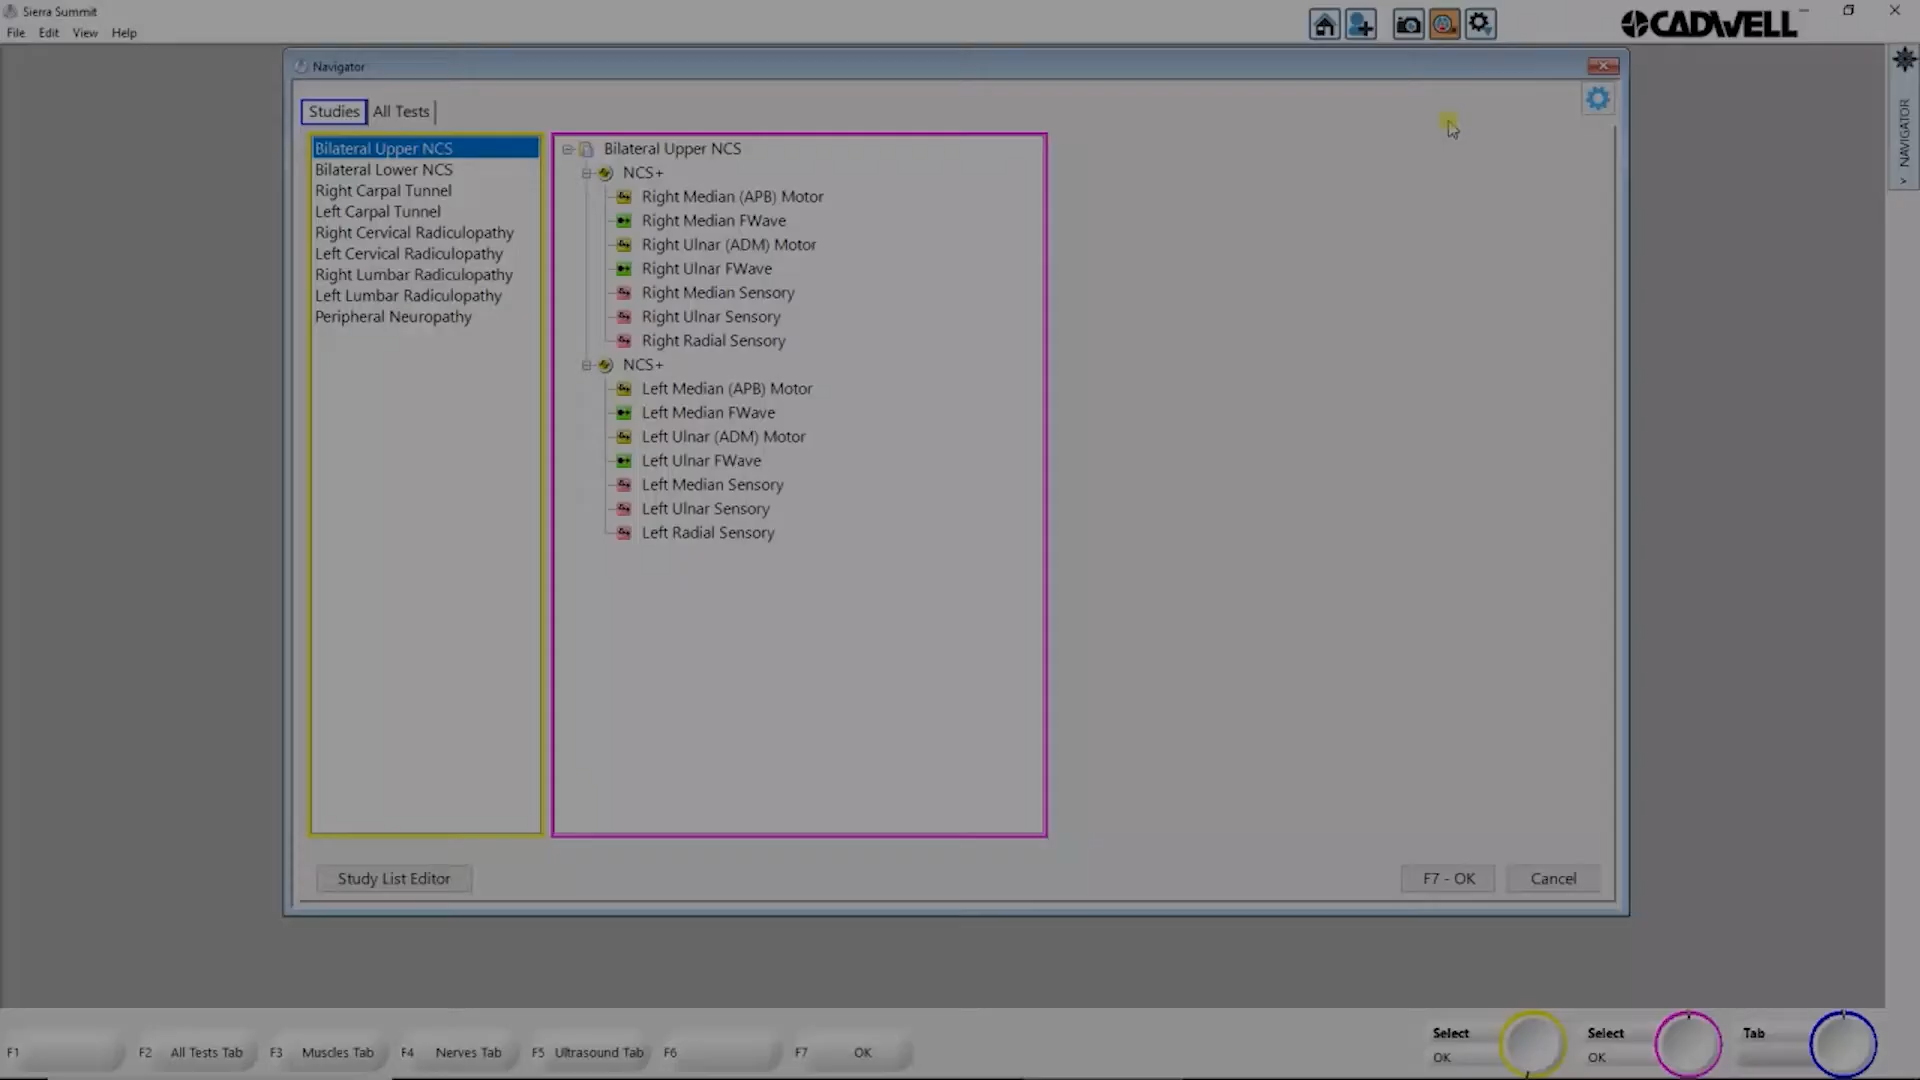 Sierra Summit
File Edit View Help
CADWELL
Navigator
NAVIGATOR
Studies All Tests
Bilateral Upper NCS
Bilateral Lower NCS
Right Carpal Tunnel
Left Carpal Tunnel
Right Cervical Radiculopathy
Left Cervical Radiculopathy
Right Lumbar Radiculopathy
Left Lumbar Radiculopathy
Peripheral Neuropathy
Bilateral Upper NCS
NCS+
Right Median (APB) Motor
Right Median FWave
Right Ulnar (ADM) Motor
Right Ulnar FWave
Right Median Sensory
Right Ulnar Sensory
Right Radial Sensory
NCS+
Left Median (APB) Motor
Left Median FWave
Left Ulnar (ADM) Motor
Left Ulnar FWave
Left Median Sensory
Left Ulnar Sensory
Left Radial Sensory
Study List Editor
F7 - OK
Cancel
F1 F2 All Tests Tab F3 Muscles Tab F4 Nerves Tab F5 Ultrasound Tab F6 F7 OK
Select
OK
Select
OK
Tab